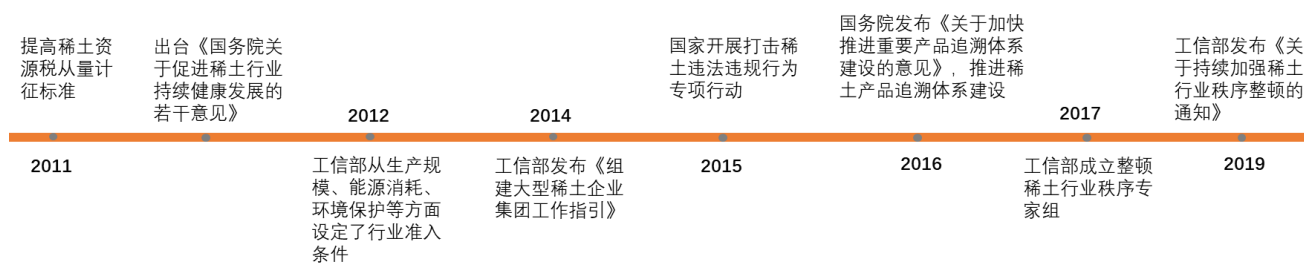 提高稀土资
源税从量计
征标准
2011
出台《国务院关
于促进稀土行业
持续健康发展的
若干意见》
2012
工信部从生产规
模、能源消耗、
环境保护等方面
设定了行业准入
条件
2014
工信部发布《组
建大型稀土企业
集团工作指引》
国家开展打击稀
土违法违规行为
专项行动
2015
国务院发布《关于加快
推进重要产品追溯体系
建设的意见》，推进稀
土产品追溯体系建设
2016
2017
工信部成立整顿
稀土行业秩序专
家组
工信部发布《关
于持续加强稀土
行业秩序整顿的
通知》
2019